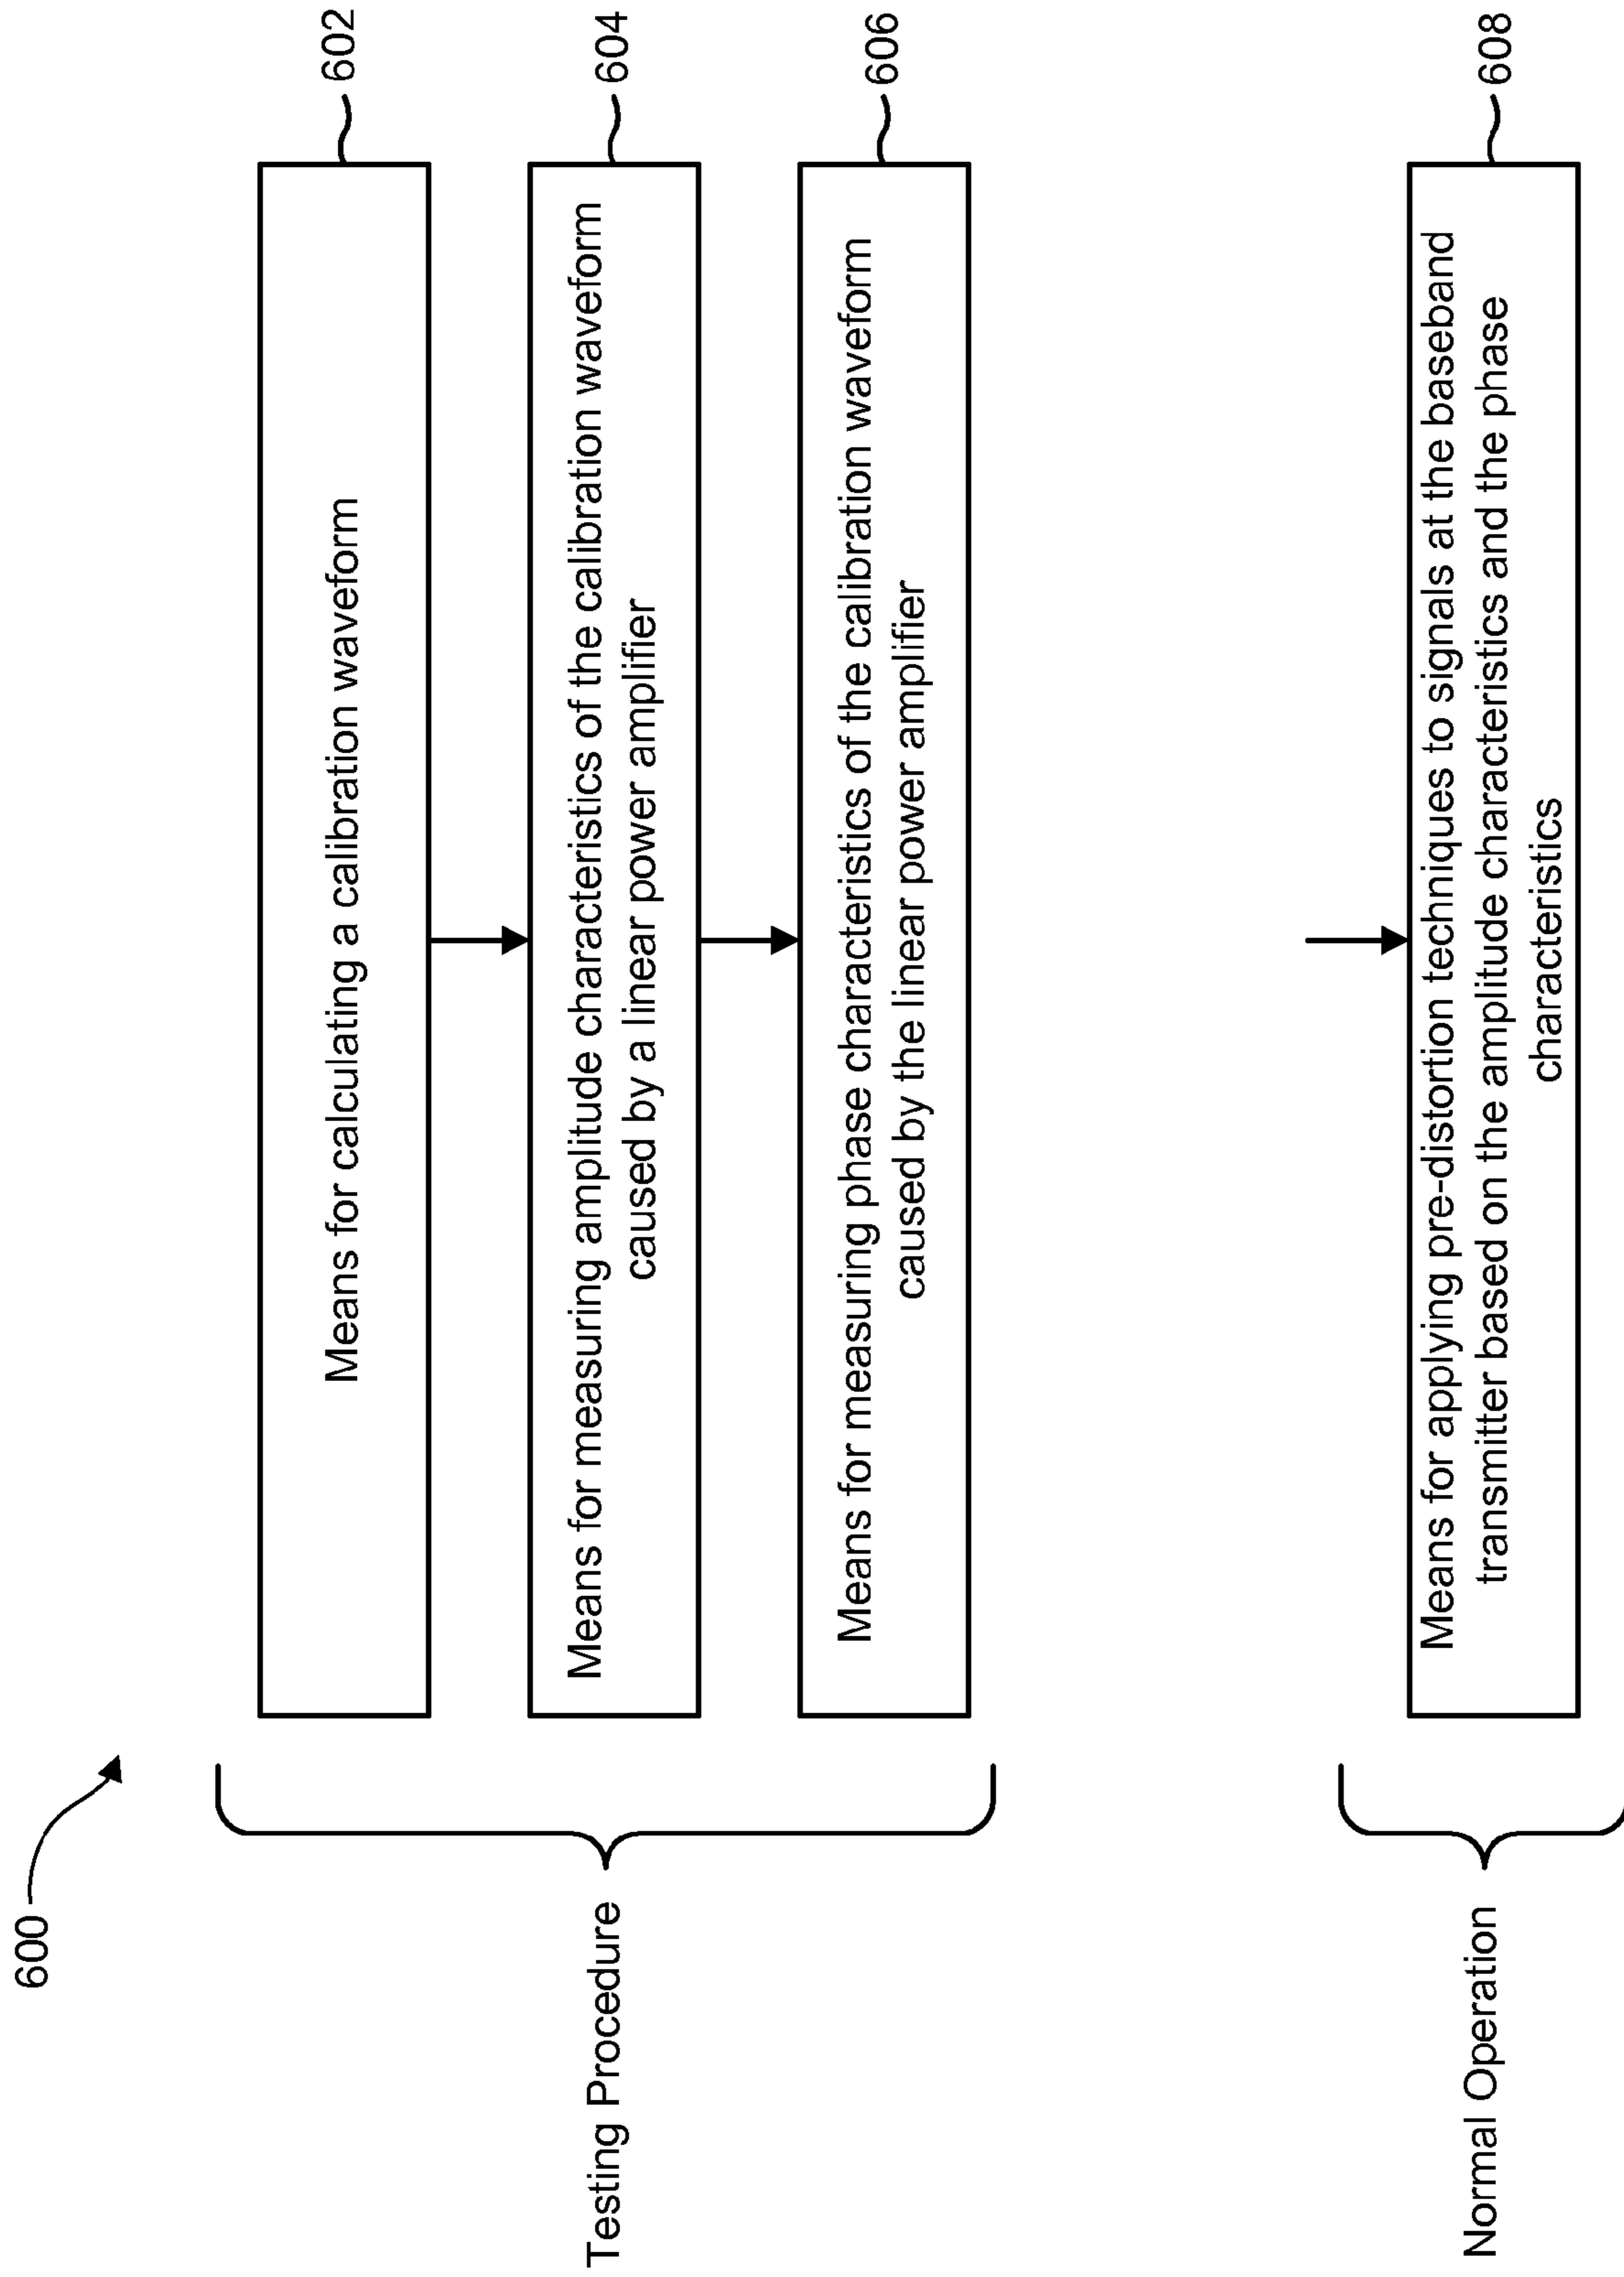 600
Testing Procedure
Means for calculating a calibration waveform
602
Means for measuring amplitude characteristics of the calibration waveform
caused by a linear power amplifier
604
Means for measuring phase characteristics of the calibration waveform
caused by the linear power amplifier
606
Normal Operation
Means for applying pre-distortion techniques to signals at the baseband
transmitter based on the amplitude characteristics and the phase
characteristics
608